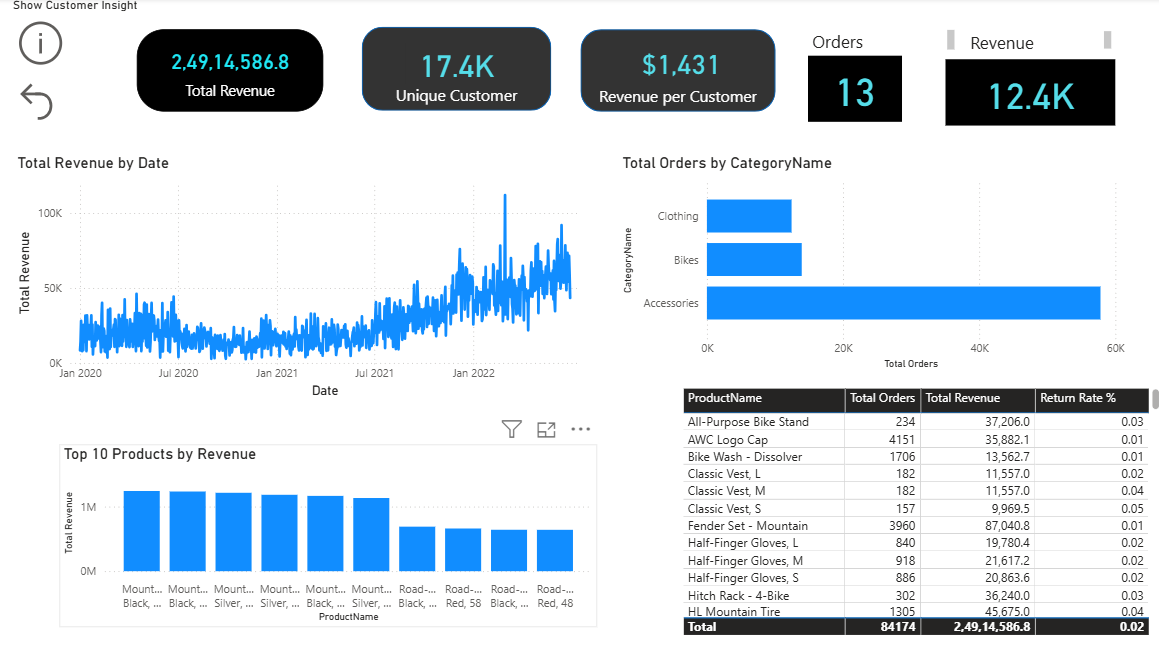 Show Customer Insight
2,49,14,586.8
Total Revenue
17.4K
Unique Customer
$1,431
Revenue per Customer
Orders
13
Revenue
12.4K
Total Revenue by Date
Total Revenue
100K
50K
0K
Jan 2020 Jul 2020 Jan 2021 Jul 2021 Jan 2022
Date
Total Orders by CategoryName
CategoryName
Clothing
Bikes
Accessories
0K 20K 40K 60K
Total Orders
Top 10 Products by Revenue
Total Revenue
1M
0M
Mount... Mount... Mount... Mount... Mount... Mount... Road-... Road-... Road-... Road-...
Black, ... Black, ... Silver, ... Silver, ... Black, ... Silver, ... Black, ... Red, 58 Black, ... Red, 48
ProductName
ProductName Total Orders Total Revenue Return Rate %
All-Purpose Bike Stand 234 37,206.0 0.03
AWC Logo Cap 4151 35,882.1 0.01
Bike Wash - Dissolver 1706 13,562.7 0.01
Classic Vest, L 182 11,557.0 0.02
Classic Vest, M 182 11,557.0 0.04
Classic Vest, S 157 9,969.5 0.05
Fender Set - Mountain 3960 87,040.8 0.01
Half-Finger Gloves, L 840 19,780.4 0.02
Half-Finger Gloves, M 918 21,617.2 0.02
Half-Finger Gloves, S 886 20,863.6 0.02
Hitch Rack - 4-Bike 302 36,240.0 0.03
HL Mountain Tire 1305 45,675.0 0.04
Total 84174 2,49,14,586.8 0.02